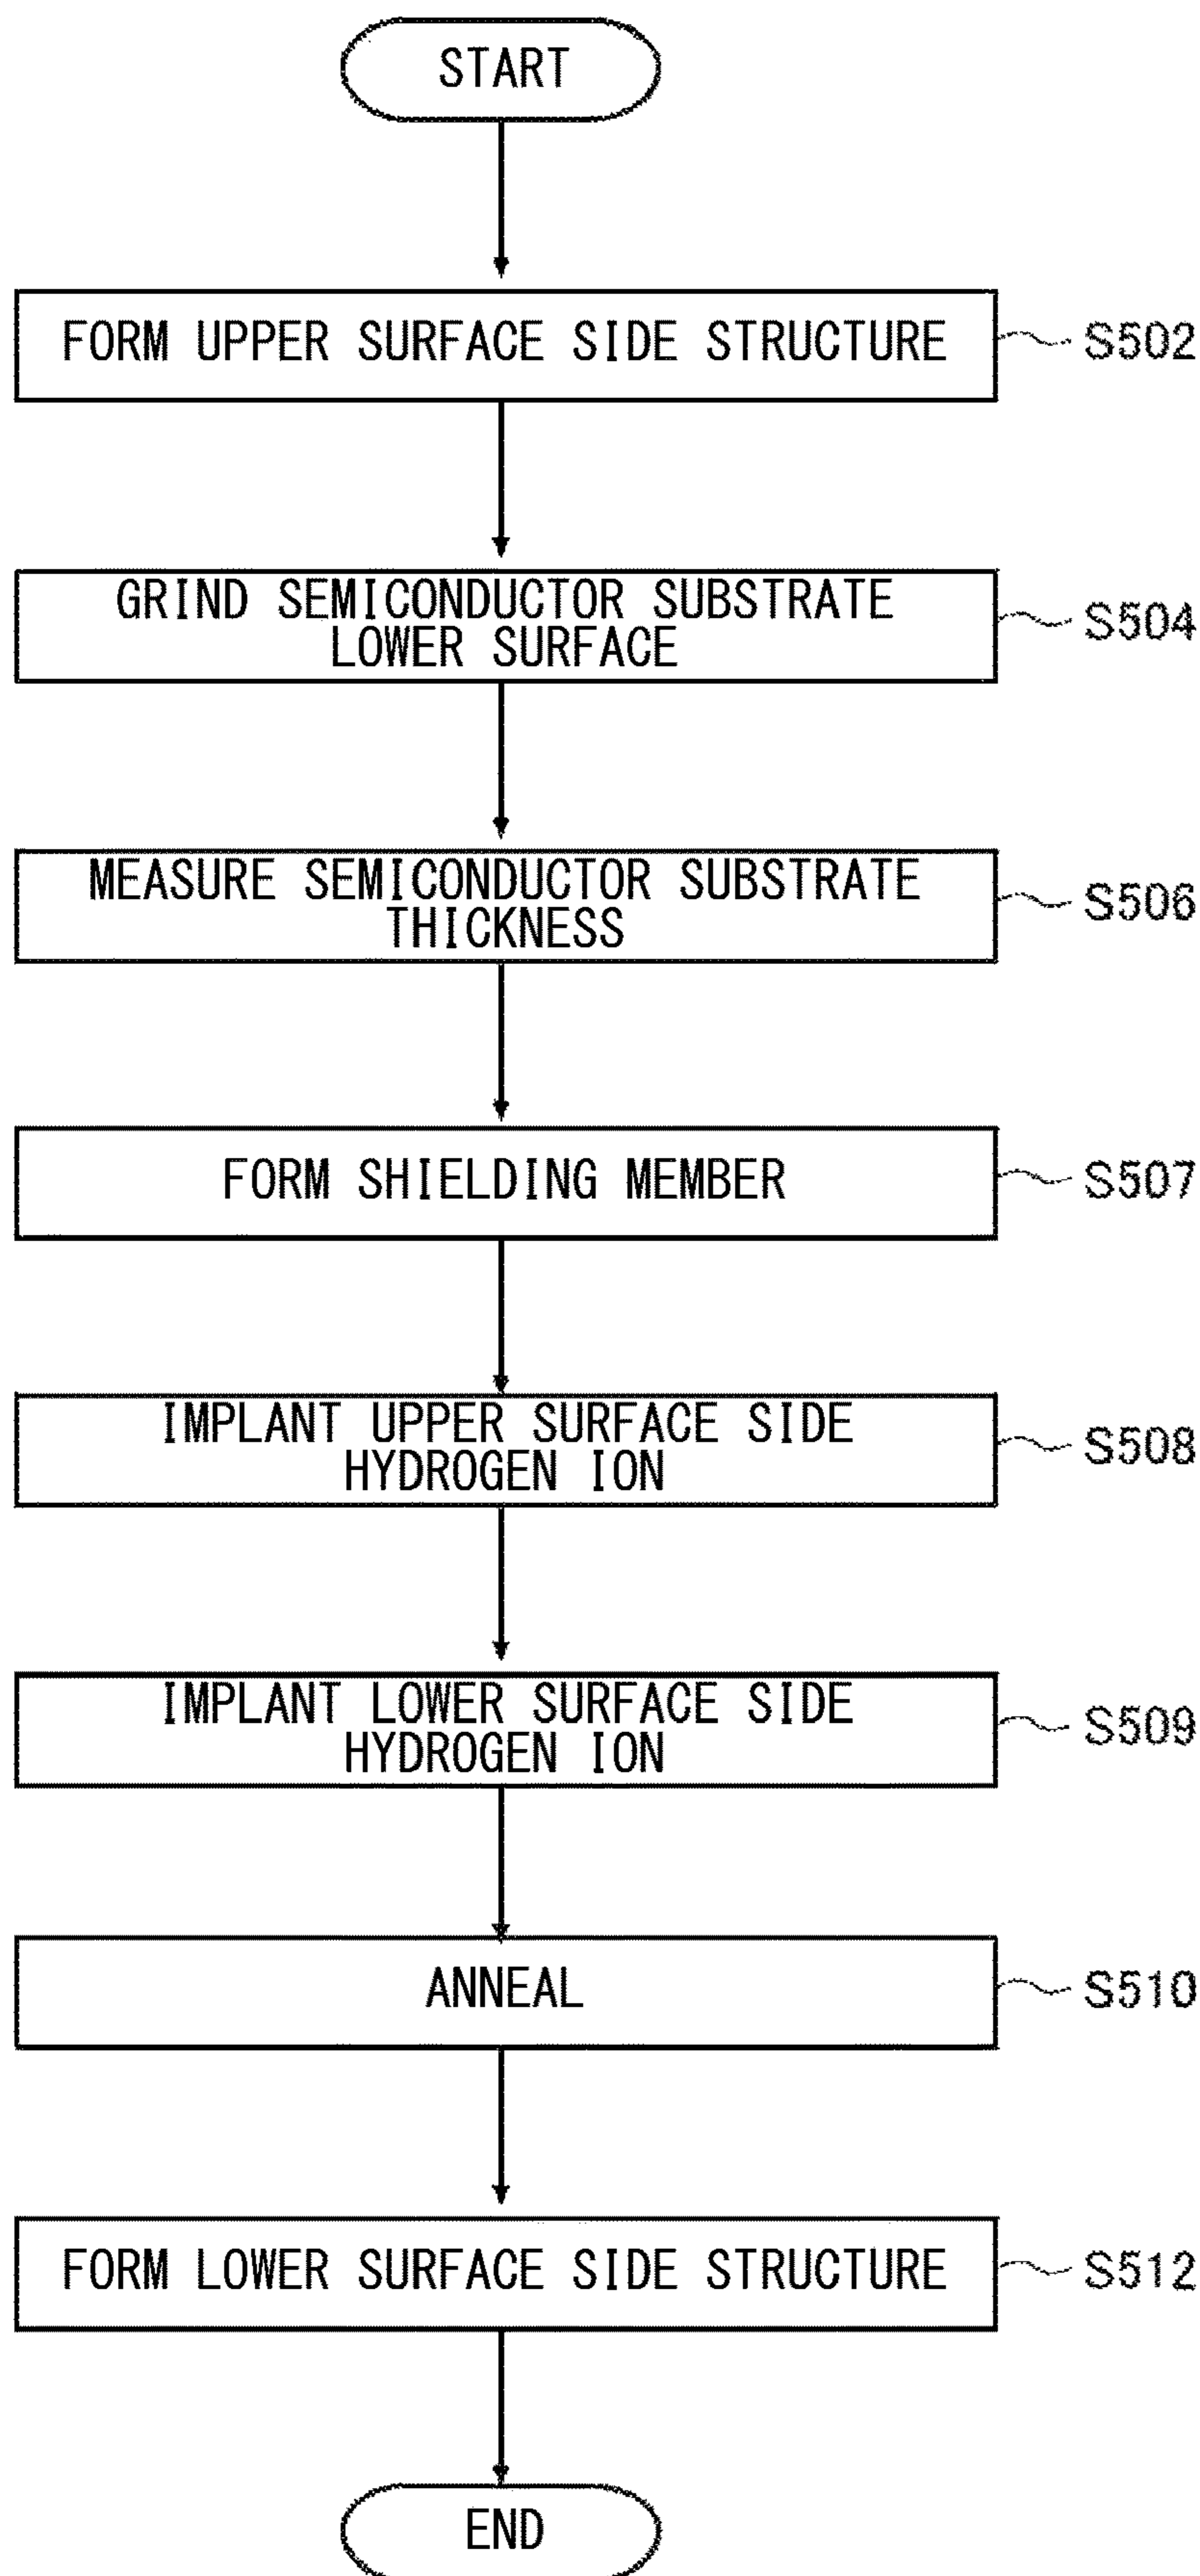 START
FORM UPPER SURFACE SIDE STRUCTURE
S502
GRIND SEMICONDUCTOR SUBSTRATE
LOWER SURFACE
S504
MEASURE SEMICONDUCTOR SUBSTRATE
THICKNESS
S506
FORM SHIELDING MEMBER
S507
IMPLANT UPPER SURFACE SIDE
HYDROGEN ION
S508
IMPLANT LOWER SURFACE SIDE
HYDROGEN ION
S509
ANNEAL
S510
FORM LOWER SURFACE SIDE STRUCTURE
S512
END